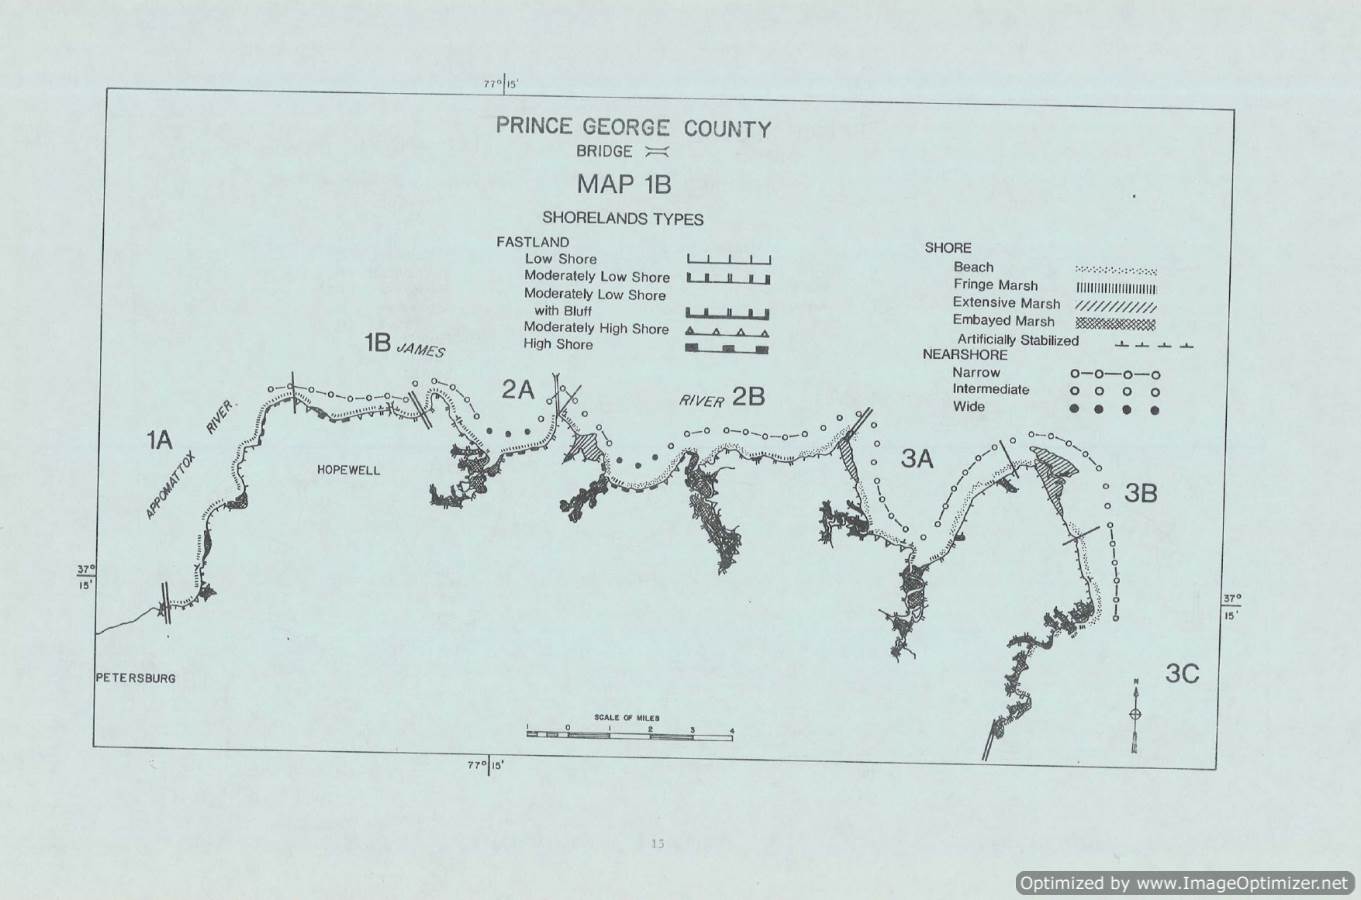 77° 15'
PRINCE GEORGE COUNTY
BRIDGE
MAP 1B
SHORELANDS TYPES
FASTLAND
Low Shore
Moderately Low Shore
Moderately Low Shore
with Bluff
Moderately High Shore
High Shore
SHORE
Beach
Fringe Marsh
Extensive Marsh
Embayed Marsh
Artificially Stabilized
NEARSHORE
Narrow
Intermediate
Wide
1B JAMES
2A
RIVER 2B
1A
APPOMATTOX RIVER
HOPEWELL
3A
3B
37°
15'
37°
15'
PETERSBURG
3C
N
SCALE OF MILES
1 0 1 2 3 4
77° 15'
15
Optimized by www.ImageOptimizer.net